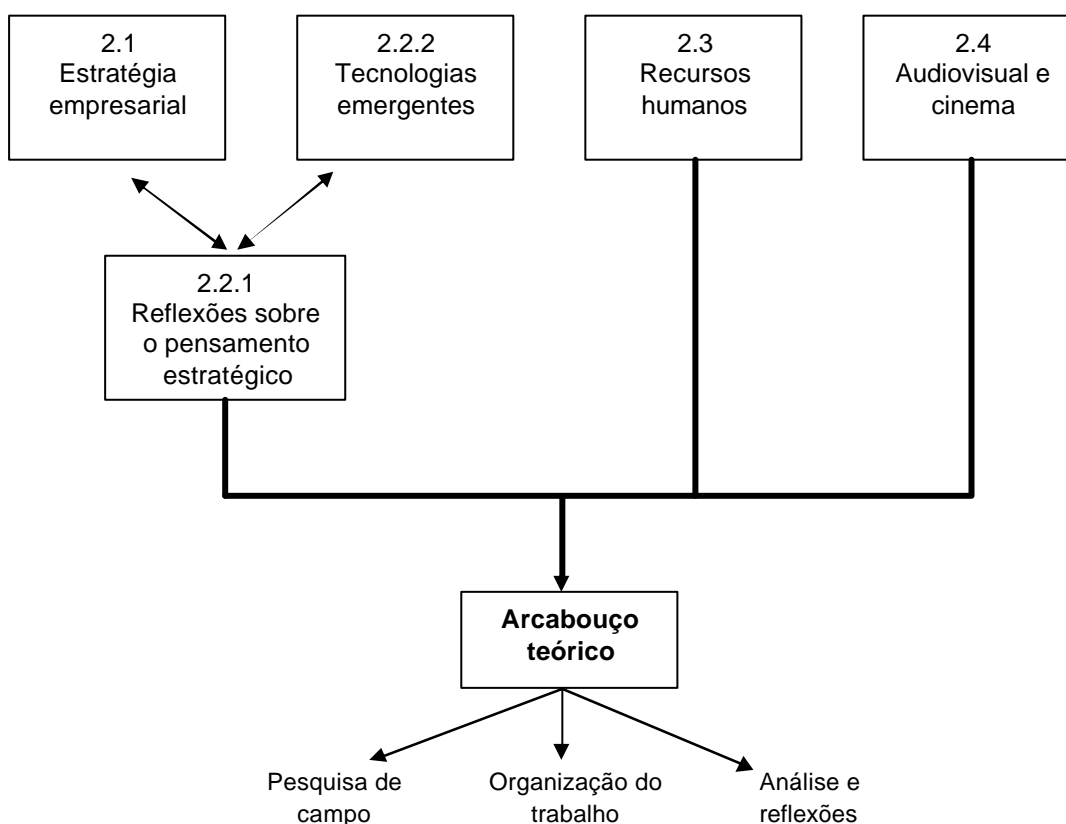 2.1
Estratégia
empresarial
2.2.2
Tecnologias
emergentes
2.3
Recursos
humanos
2.4
Audiovisual e
cinema
2.2.1
Reflexões sobre
o pensamento
estratégico
Arcabouço
teórico
Pesquisa de
campo
Organização do
trabalho
Análise e
reflexões